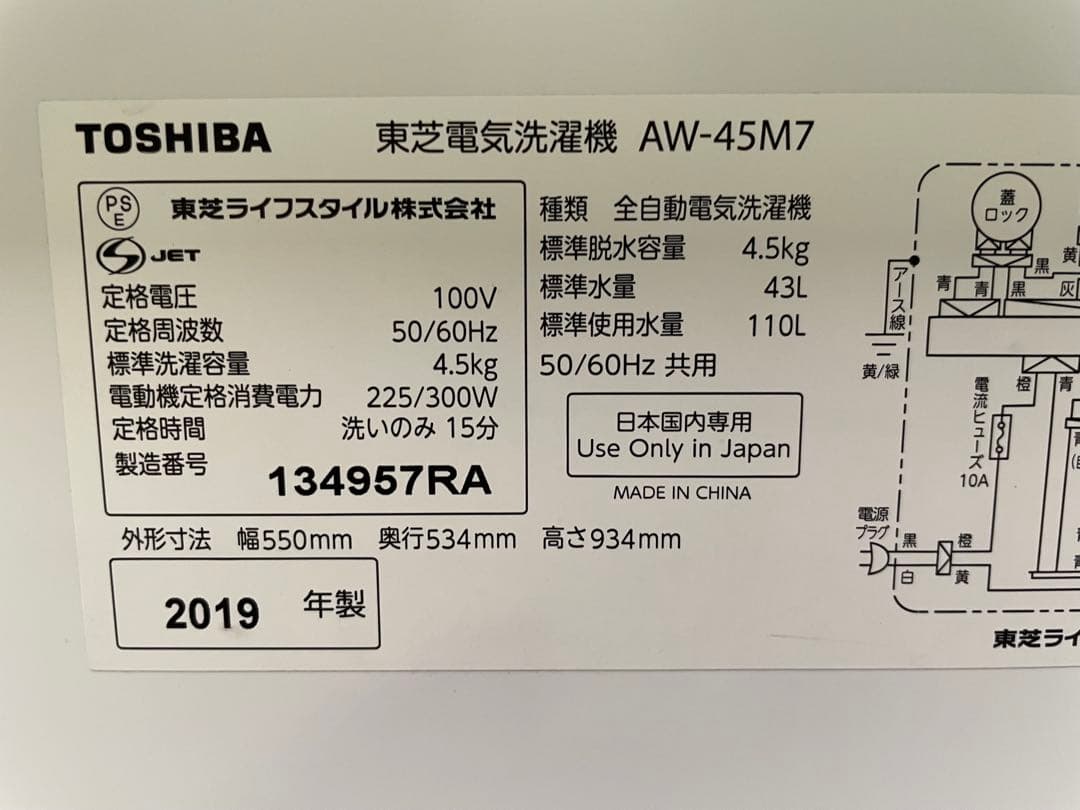 TOSHIBA 東芝電気洗濯機 AW-45M7
PSE 東芝ライフスタイル株式会社
JET
定格電圧 100V
定格周波数 50/60Hz
標準洗濯容量 4.5kg
電動機定格消費電力 225/300W
定格時間 洗いのみ 15分
製造番号 134957RA
種類 全自動電気洗濯機
標準脱水容量 4.5kg
標準水量 43L
標準使用水量 110L
50/60Hz 共用
日本国内専用
Use Only in Japan
MADE IN CHINA
外形寸法 幅550mm 奥行534mm 高さ934mm
2019 年製
蓋
ロック
黒
黄
青
青
黒
灰
アース線
黄/緑
橙
青
電流ヒューズ
10A
電源
プラグ
黒
橙
白
黄
東芝ライ